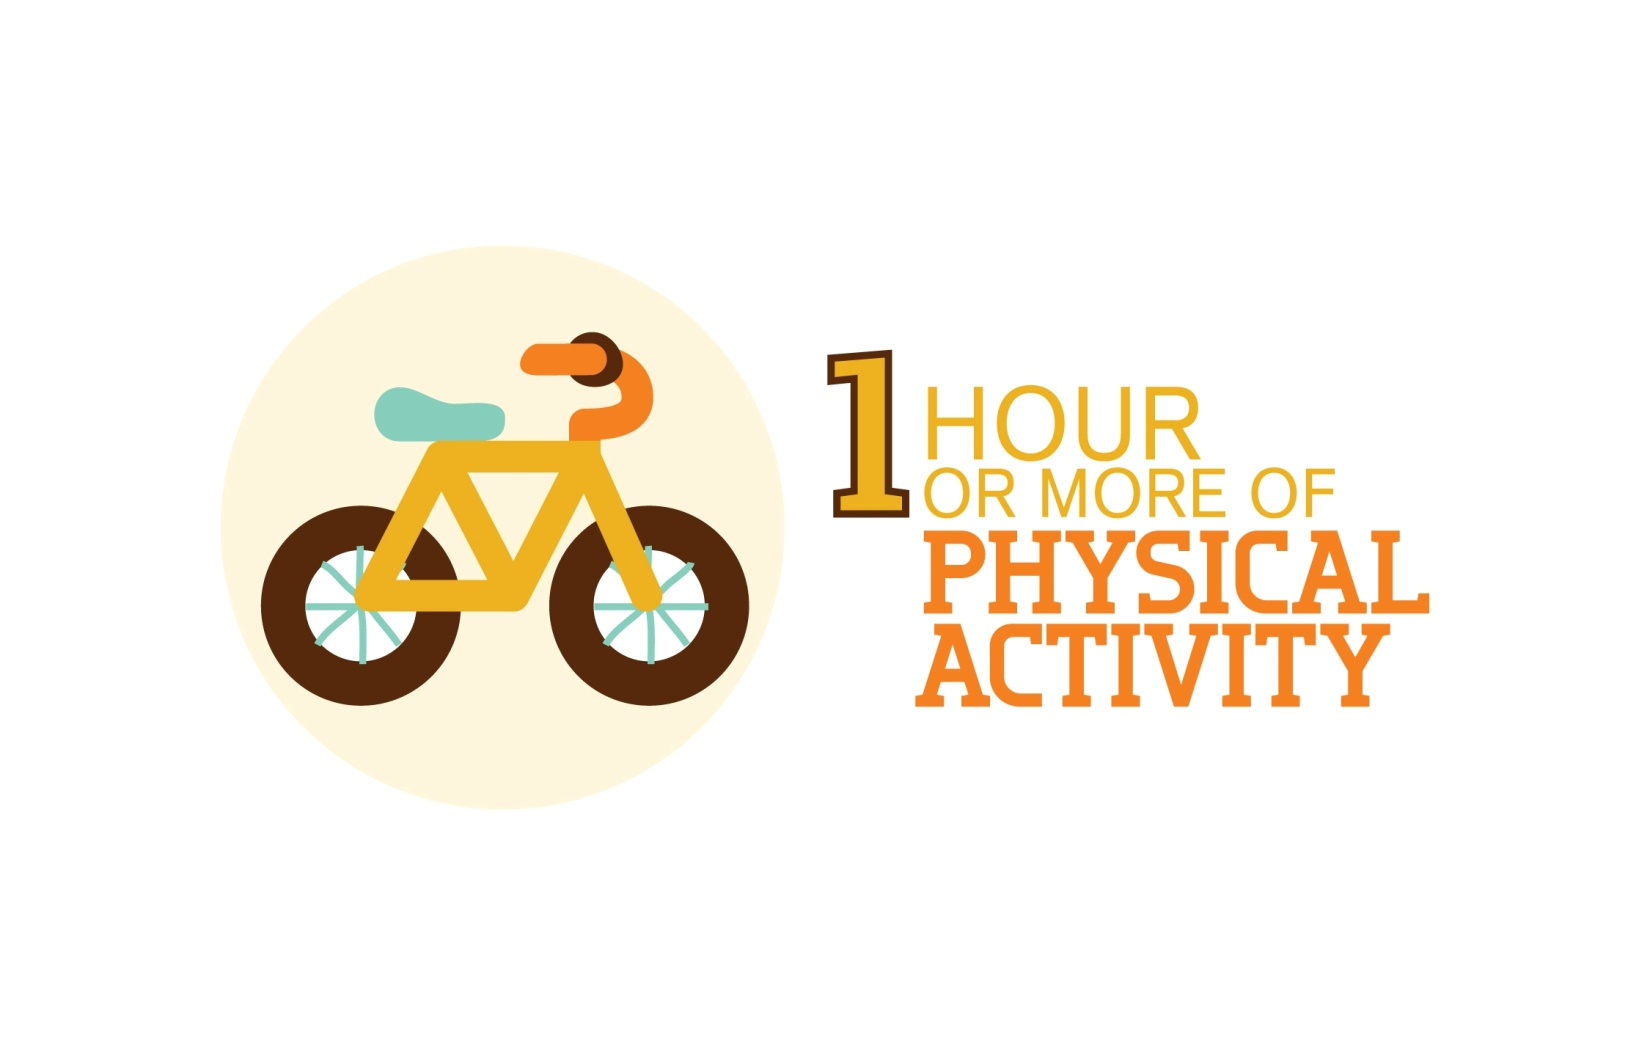 1 HOUR
OR MORE OF
PHYSICAL
ACTIVITY